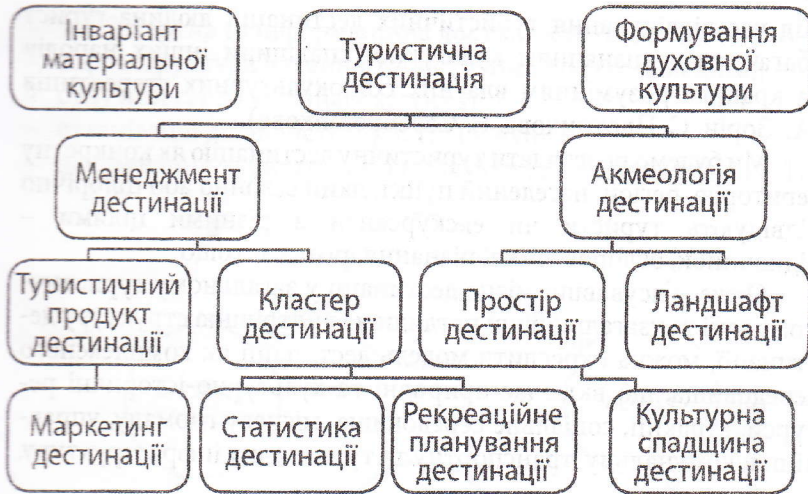 Інваріант
матеріальної
культури
Туристична
дестинація
Формування
духовної
культури
Менеджмент
дестинації
Акмеологія
дестинації
Туристичний
продукт
дестинації
Кластер
дестинації
Простір
дестинації
Ландшафт
дестинації
Маркетинг
дестинації
Статистика
дестинації
Рекреаційне
планування
дестинації
Культурна
спадщина
дестинації